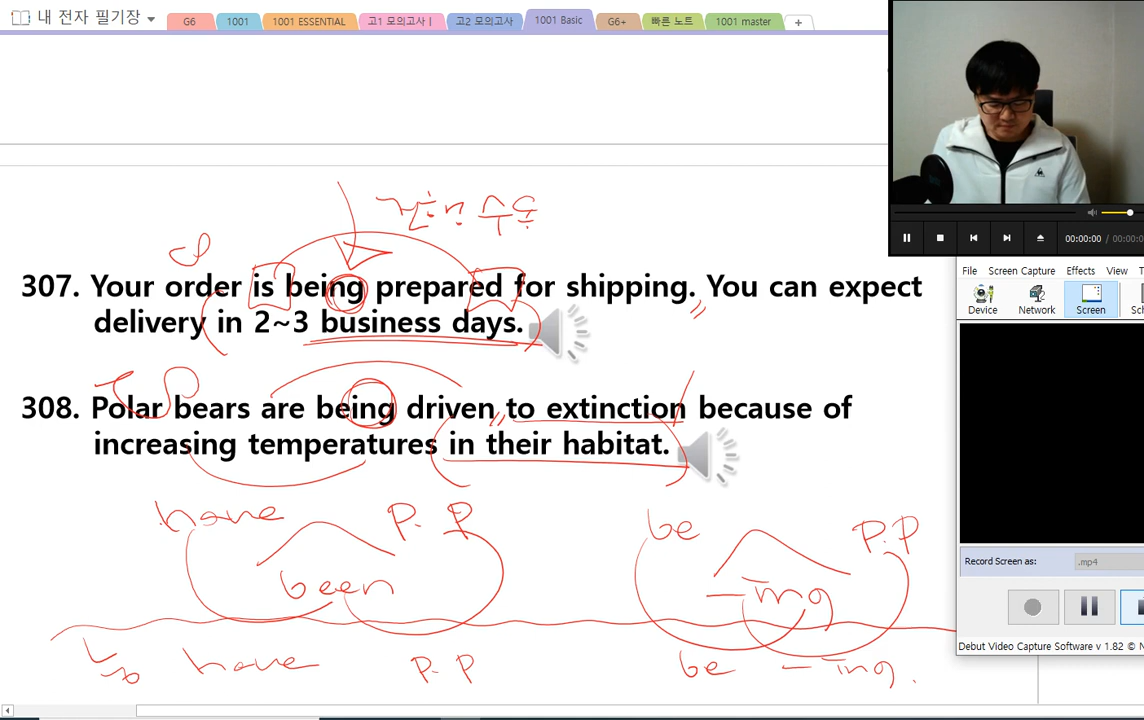 내 전자 필기장
G6 1001 1001 ESSENTIAL 고1 모의고사 I 고2 모의고사 1001 Basic G6+ 빠른 노트 1001 master +
수동
307. Your order is being prepared for shipping. You can expect
delivery in 2~3 business days.
308. Polar bears are being driven to extinction because of
increasing temperatures in their habitat.
have P.P
been
have P.P
be P.P
-ing
be -ing.
00:00:00 / 00:00:0
File Screen Capture Effects View
Device Network Screen
Record Screen as: .mp4
Debut Video Capture Software v 1.82 © N